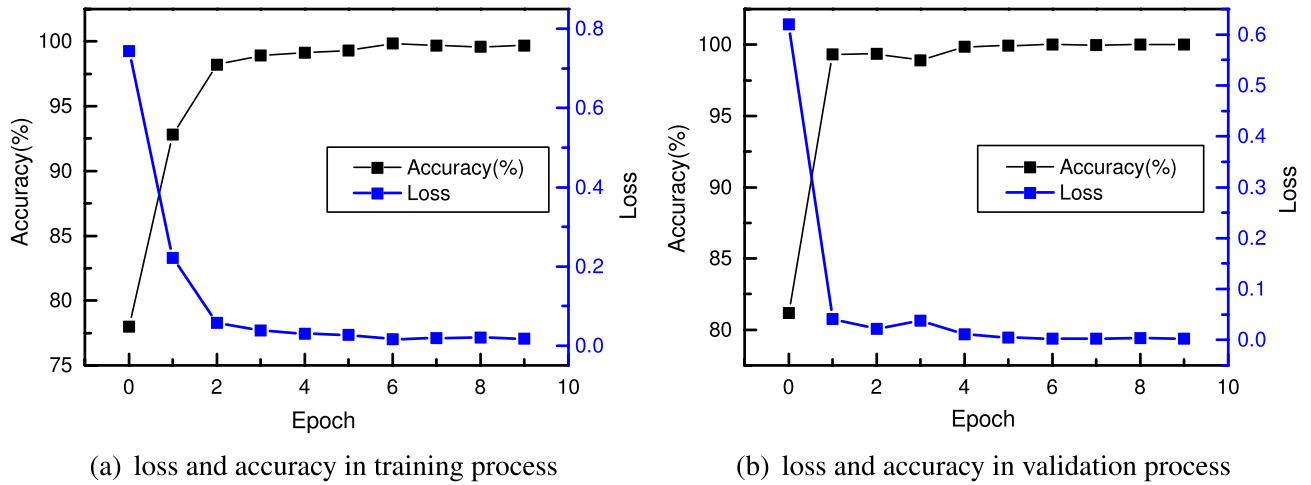 100
95
90
85
80
75
Accuracy(%)
0
2
4
6
8
10
Epoch
0.8
0.6
0.4
0.2
0.0
Loss
Accuracy(%)
Loss
(a) loss and accuracy in training process
100
95
90
85
80
Accuracy(%)
0
2
4
6
8
10
Epoch
0.6
0.5
0.4
0.3
0.2
0.1
0.0
Loss
Accuracy(%)
Loss
(b) loss and accuracy in validation process